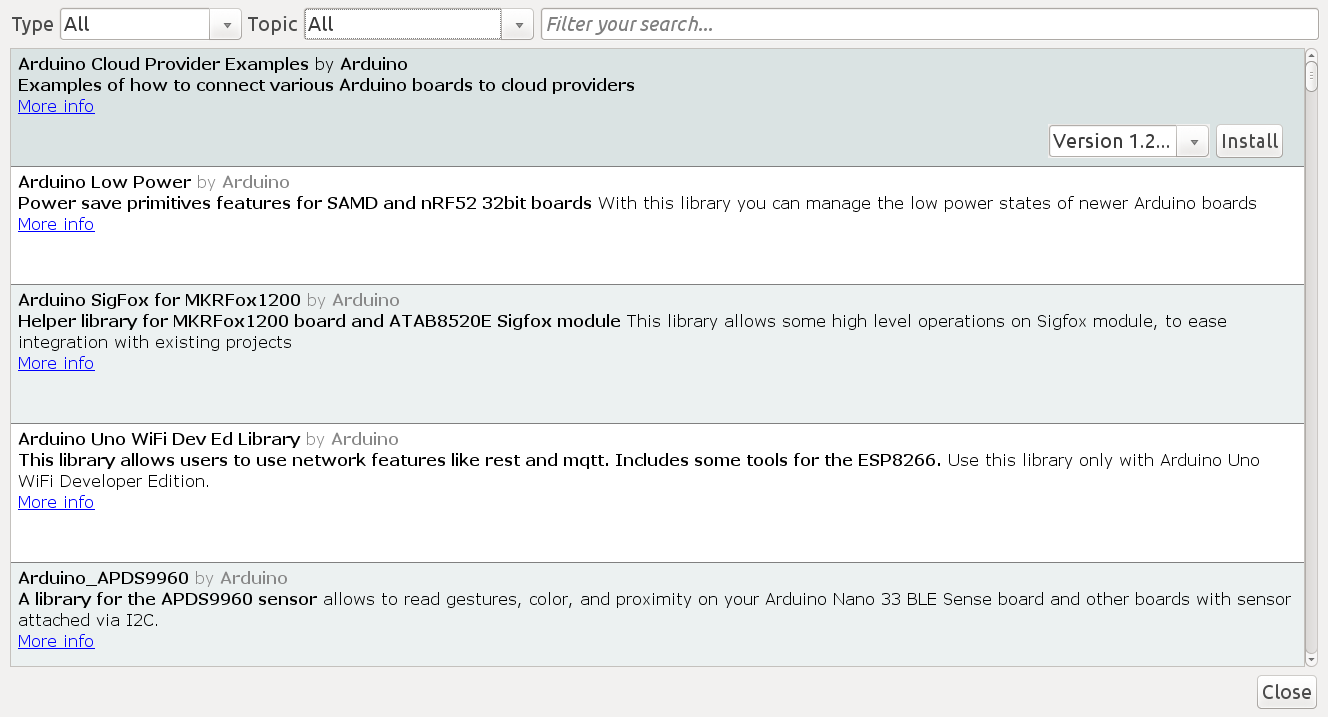 Type All Topic All Filter your search...
Arduino Cloud Provider Examples by Arduino
Examples of how to connect various Arduino boards to cloud providers
More info
Version 1.2... Install
Arduino Low Power by Arduino
Power save primitives features for SAMD and nRF52 32bit boards With this library you can manage the low power states of newer Arduino boards
More info
Arduino SigFox for MKRFox1200 by Arduino
Helper library for MKRFox1200 board and ATAB8520E Sigfox module This library allows some high level operations on Sigfox module, to ease
integration with existing projects
More info
Arduino Uno WiFi Dev Ed Library by Arduino
This library allows users to use network features like rest and mqtt. Includes some tools for the ESP8266. Use this library only with Arduino Uno
WiFi Developer Edition.
More info
Arduino_APDS9960 by Arduino
A library for the APDS9960 sensor allows to read gestures, color, and proximity on your Arduino Nano 33 BLE Sense board and other boards with sensor
attached via I2C.
More info
Close